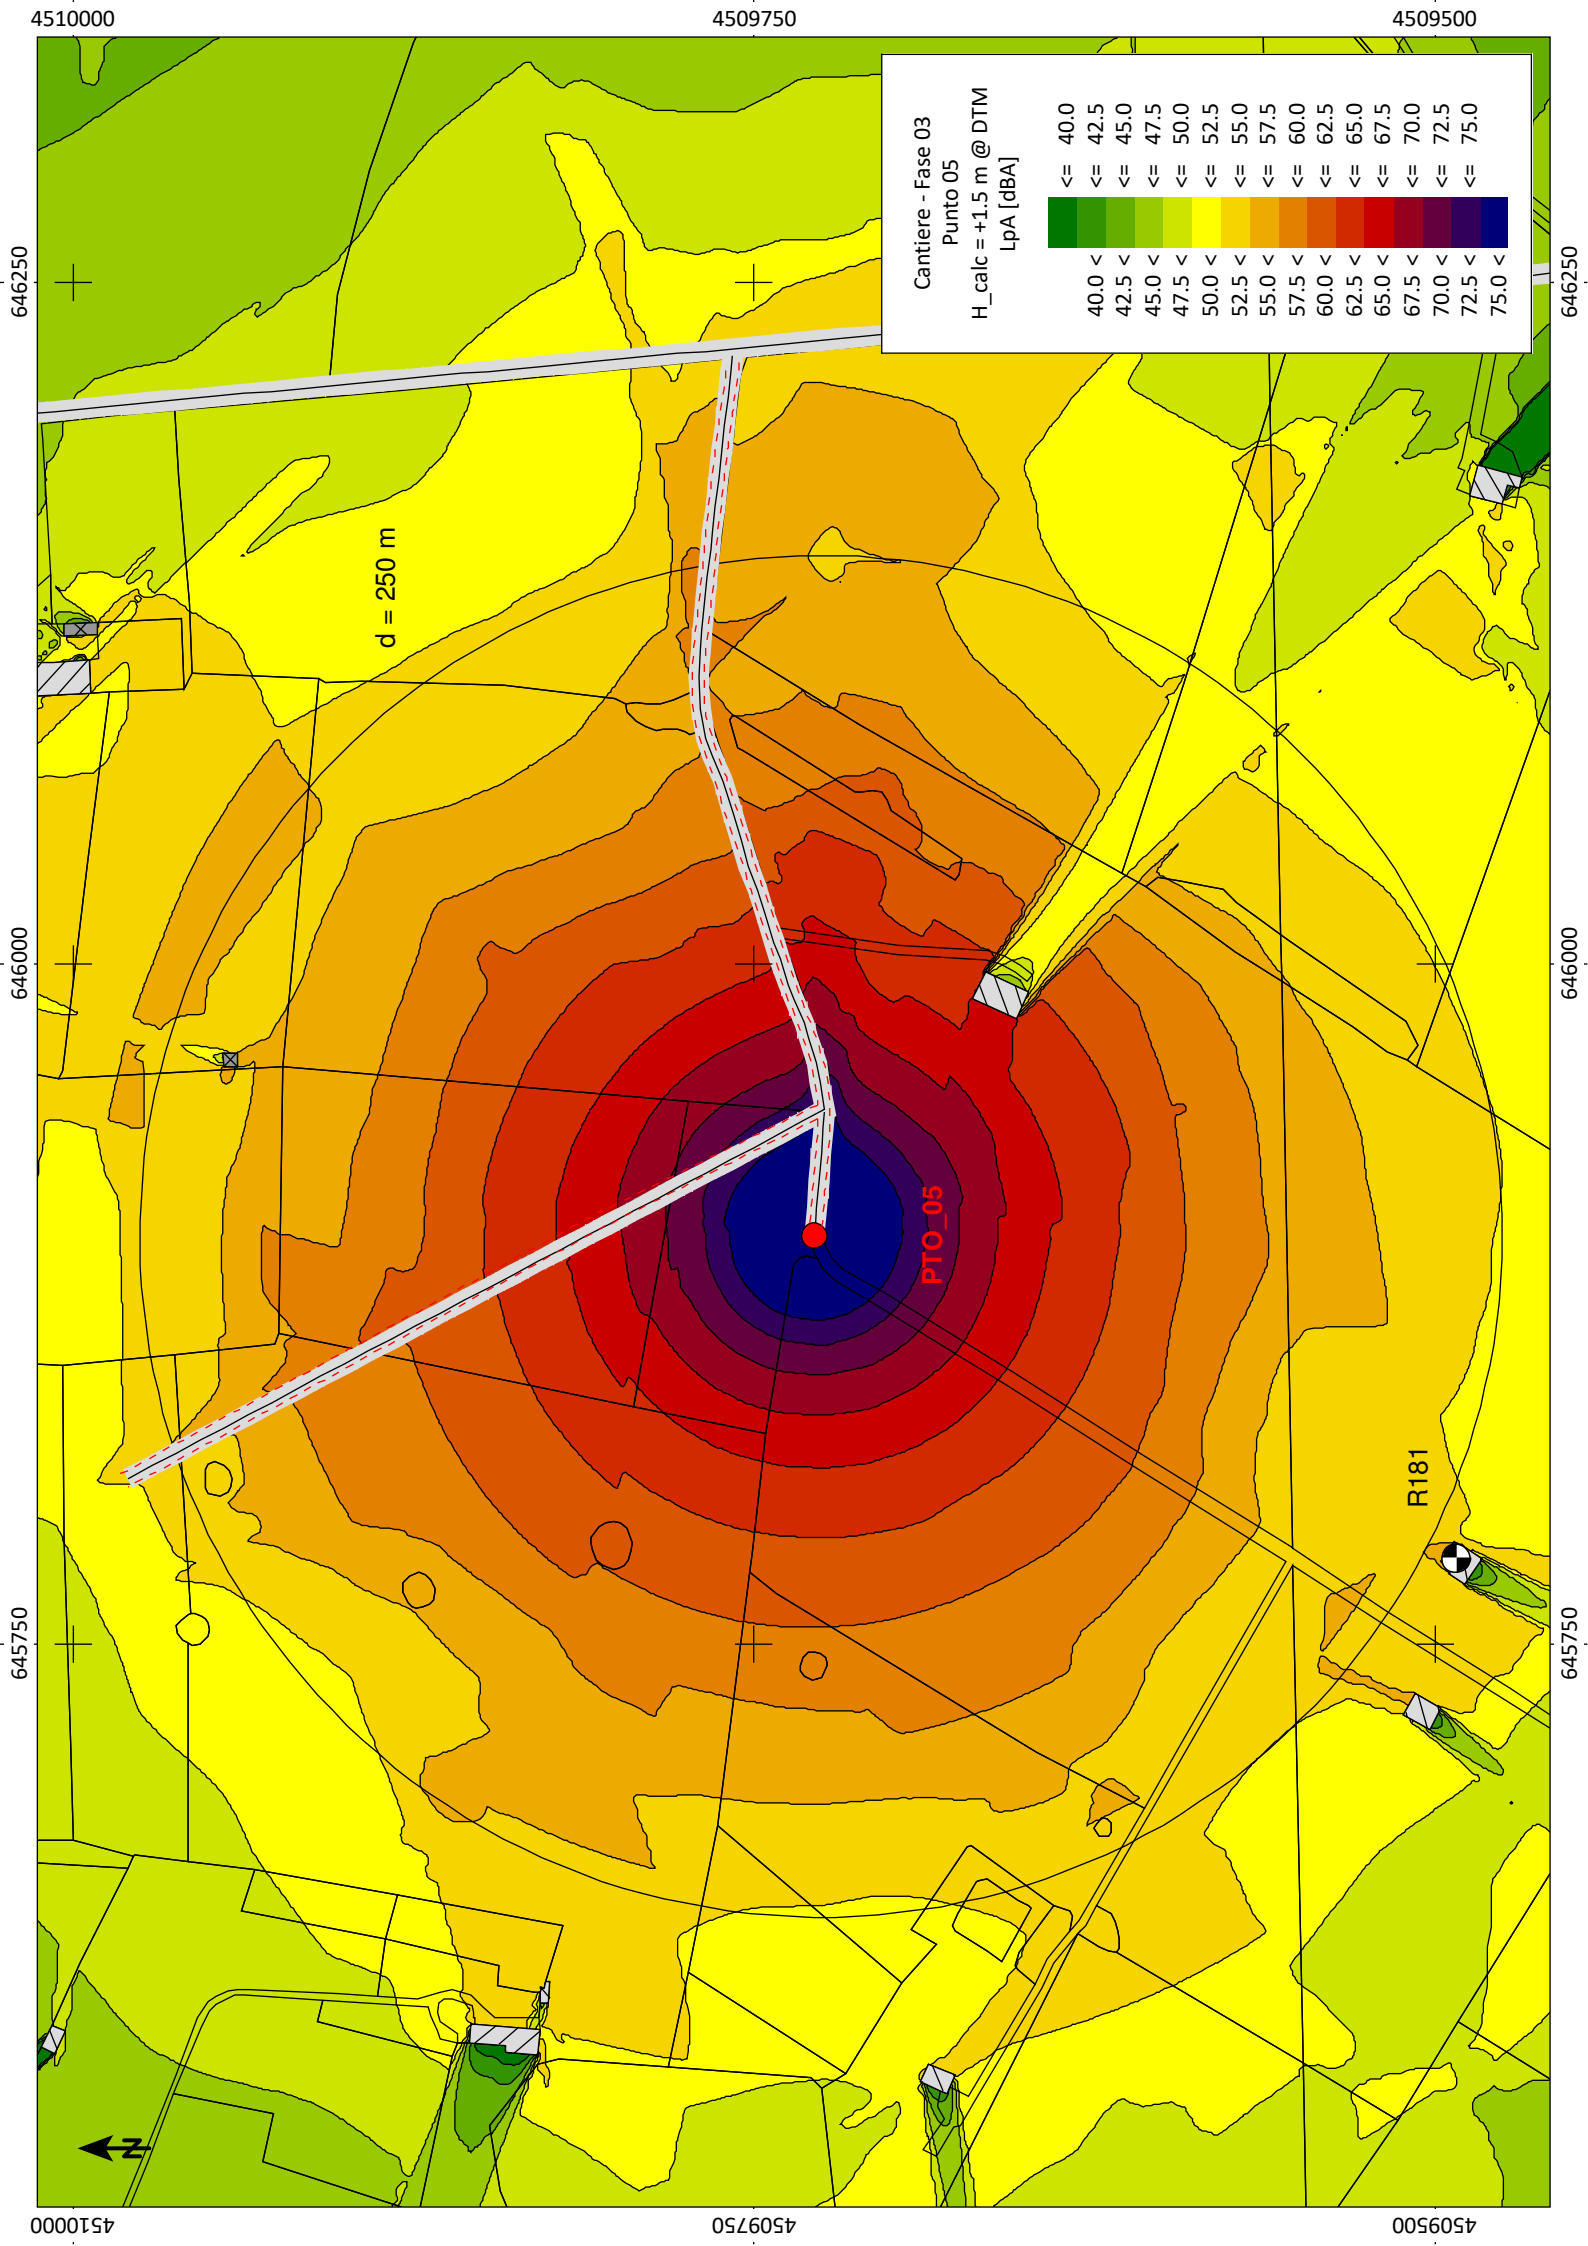 4510000
4509750
4509500
646250
646000
645750
Cantiere - Fase 03
Punto 05
H_calc = +1.5 m @ DTM
LpA [dBA]
<= 40.0
40.0 < <= 42.5
42.5 < <= 45.0
45.0 < <= 47.5
47.5 < <= 50.0
50.0 < <= 52.5
52.5 < <= 55.0
55.0 < <= 57.5
57.5 < <= 60.0
60.0 < <= 62.5
62.5 < <= 65.0
65.0 < <= 67.5
67.5 < <= 70.0
70.0 < <= 72.5
72.5 < <= 75.0
75.0 <
d = 250 m
PTO_05
R181
N
646250
646000
645750
4510000
4509750
4509500